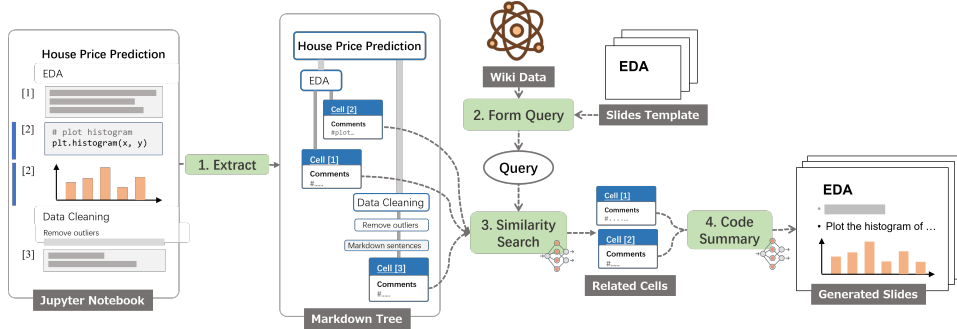 House Price Prediction
EDA
[1]
[2]
# plot histogram
plt.histogram(x, y)
[2]
Data Cleaning
Remove outliers
[3]
Jupyter Notebook
1. Extract
House Price Prediction
EDA
Cell [2]
Comments
#plot…
Cell [1]
Comments
#……
Data Cleaning
Remove outliers
Markdown sentences
Cell [3]
Comments
#……
Markdown Tree
Wiki Data
EDA
Slides Template
2. Form Query
Query
3. Similarity
Search
Cell [1]
Comments
#......
Cell [2]
Comments
#……
Related Cells
4. Code
Summary
EDA
• Plot the histogram of …
Generated Slides